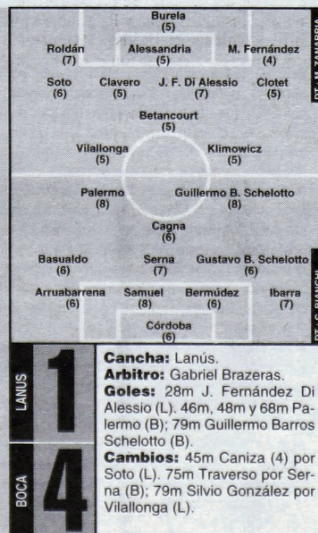 Burela
(5)
Roldán Alessandria M. Fernández
(7) (5) (4)
Soto Clavero J. F. Di Alessio Clotet
(6) (5) (7) (5)
DT.: M. ZANABRIA
Betancourt
(5)
Vilallonga Klimowicz
(5) (5)
Palermo Guillermo B. Schelotto
(8) (8)
Cagna
(6)
Basualdo Serna Gustavo B. Schelotto
(6) (7) (6)
Arruabarrena Samuel Bermúdez Ibarra
(6) (8) (6) (7)
Córdoba
(6)
DT.: C. BIANCHI
LANUS 1
BOCA 4
Cancha: Lanús.
Arbitro: Gabriel Brazeras.
Goles: 28m J. Fernández Di
Alessio (L). 46m, 48m y 68m Pa-
lermo (B); 79m Guillermo Barros
Schelotto (B).
Cambios: 45m Caniza (4) por
Soto (L). 75m Traverso por Ser-
na (B); 79m Silvio González por
Vilallonga (L).